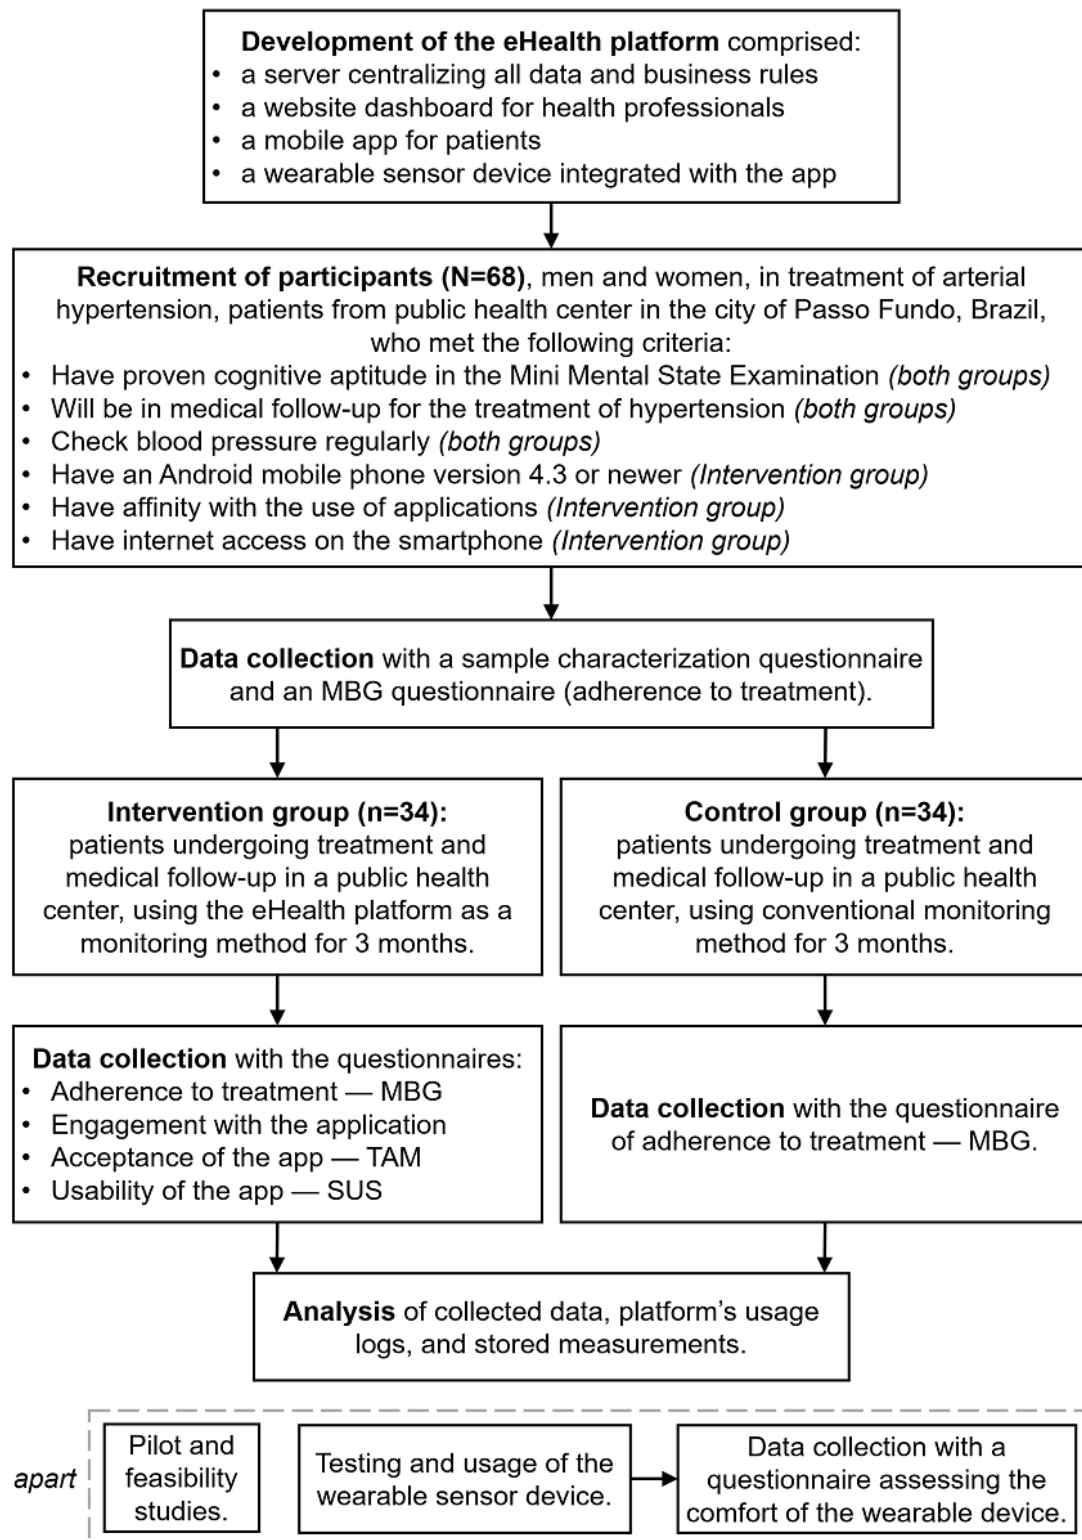 Development of the eHealth platform comprised:
• a server centralizing all data and business rules
• a website dashboard for health professionals
• a mobile app for patients
• a wearable sensor device integrated with the app
Recruitment of participants (N=68), men and women, in treatment of arterial
hypertension, patients from public health center in the city of Passo Fundo, Brazil,
who met the following criteria:
• Have proven cognitive aptitude in the Mini Mental State Examination (both groups)
• Will be in medical follow-up for the treatment of hypertension (both groups)
• Check blood pressure regularly (both groups)
• Have an Android mobile phone version 4.3 or newer (Intervention group)
• Have affinity with the use of applications (Intervention group)
• Have internet access on the smartphone (Intervention group)
Data collection with a sample characterization questionnaire
and an MBG questionnaire (adherence to treatment).
Intervention group (n=34):
patients undergoing treatment and
medical follow-up in a public health
center, using the eHealth platform as a
monitoring method for 3 months.
Control group (n=34):
patients undergoing treatment and
medical follow-up in a public health
center, using conventional monitoring
method for 3 months.
Data collection with the questionnaires:
• Adherence to treatment — MBG
• Engagement with the application
• Acceptance of the app — TAM
• Usability of the app — SUS
Data collection with the questionnaire
of adherence to treatment — MBG.
Analysis of collected data, platform's usage
logs, and stored measurements.
apart
Pilot and
feasibility
studies.
Testing and usage of the
wearable sensor device.
Data collection with a
questionnaire assessing the
comfort of the wearable device.